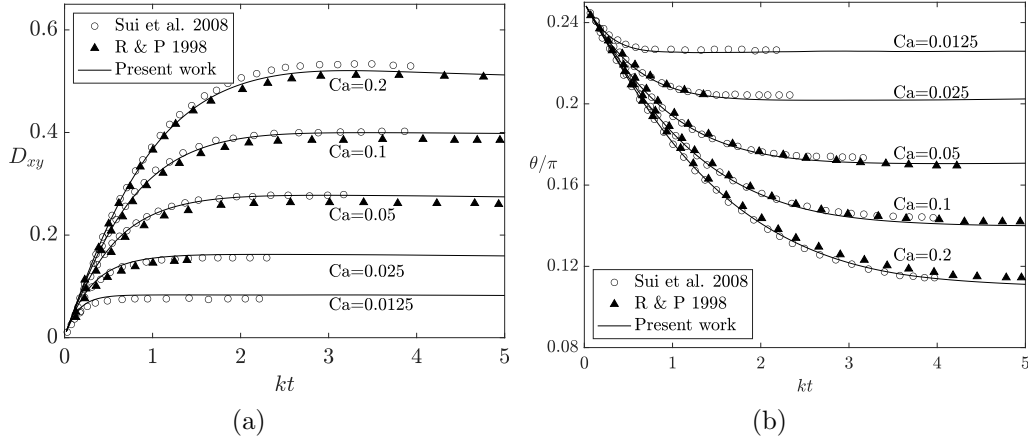 0.6
0.4
0.2
0
D_{xy}
Sui et al. 2008
R & P 1998
Present work
Ca=0.2
Ca=0.1
Ca=0.05
Ca=0.025
Ca=0.0125
0 1 2 3 4 5
kt
(a)
0.24
0.2
0.16
0.12
0.08
θ/π
Ca=0.0125
Ca=0.025
Ca=0.05
Ca=0.1
Ca=0.2
Sui et al. 2008
R & P 1998
Present work
0 1 2 3 4 5
kt
(b)